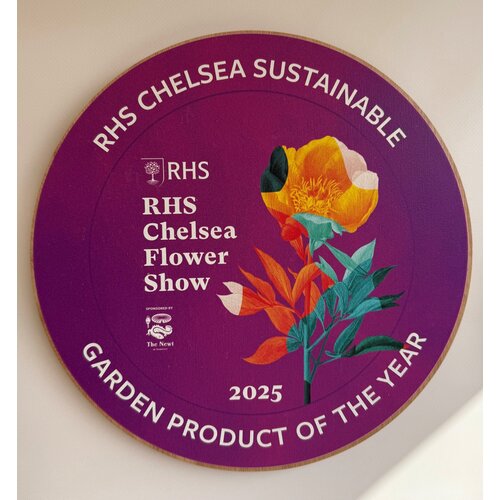 RHS CHELSEA SUSTAINABLE
RHS
RHS
Chelsea
Flower
Show
SPONSORED BY
The Newt
2025
GARDEN PRODUCT OF THE YEAR